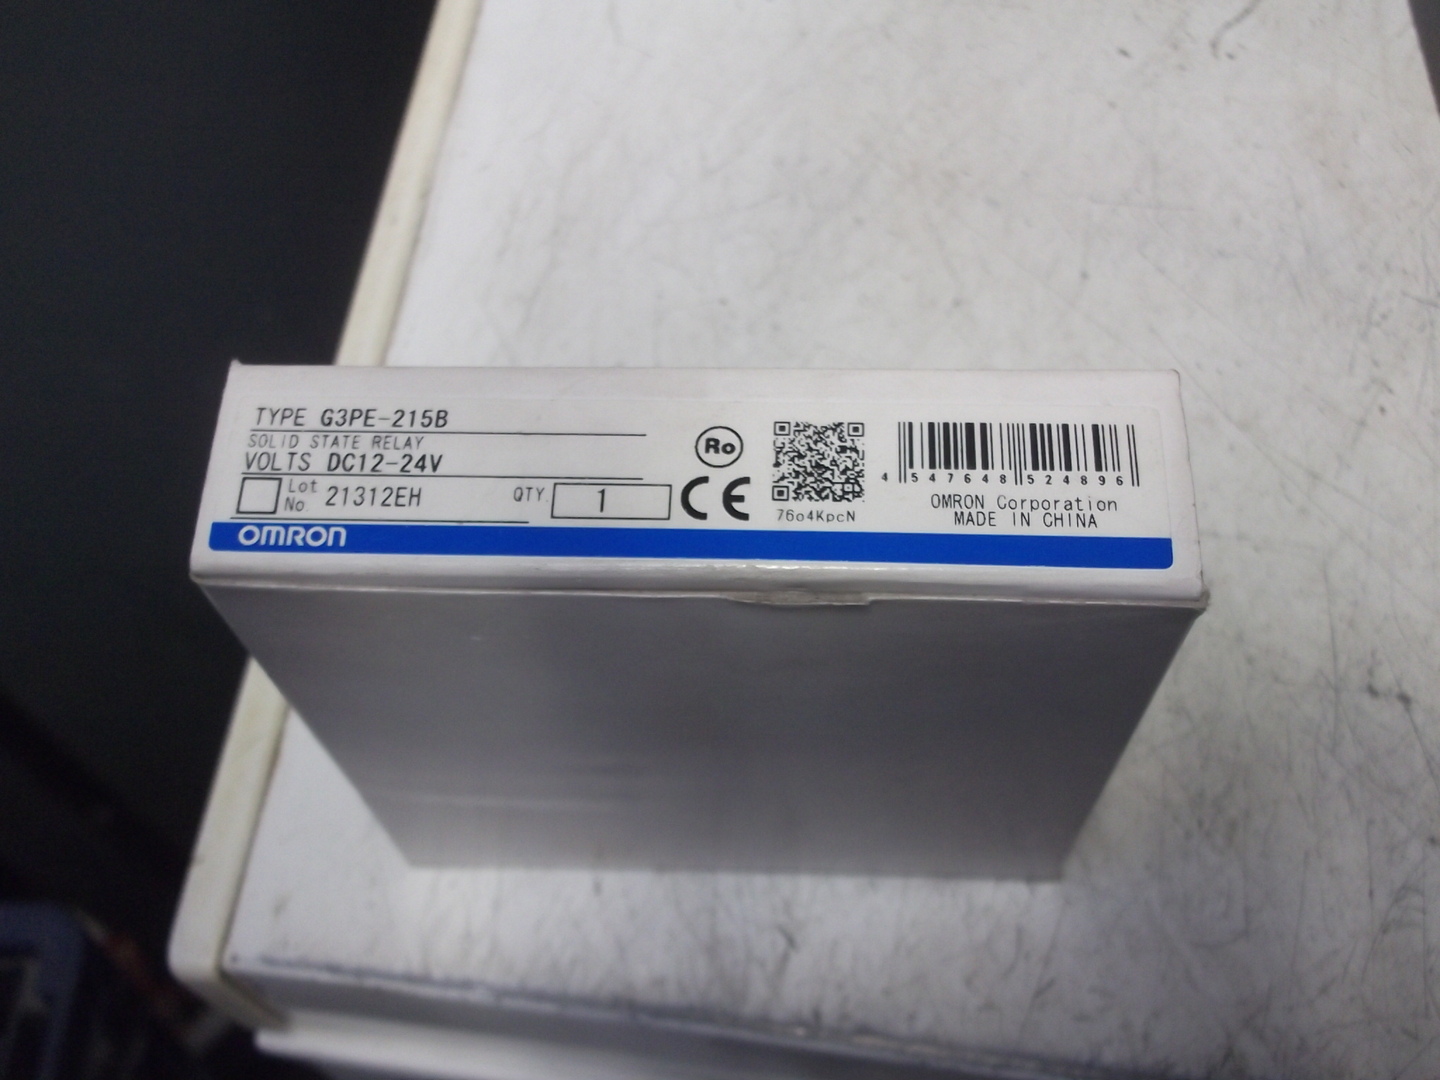 TYPE G3PE-215B
SOLID STATE RELAY
VOLTS DC12-24V
Lot No. 21312EH QTY. 1
OMRON
Ro
CE
76o4KpcN
4 547648 524896
OMRON Corporation
MADE IN CHINA